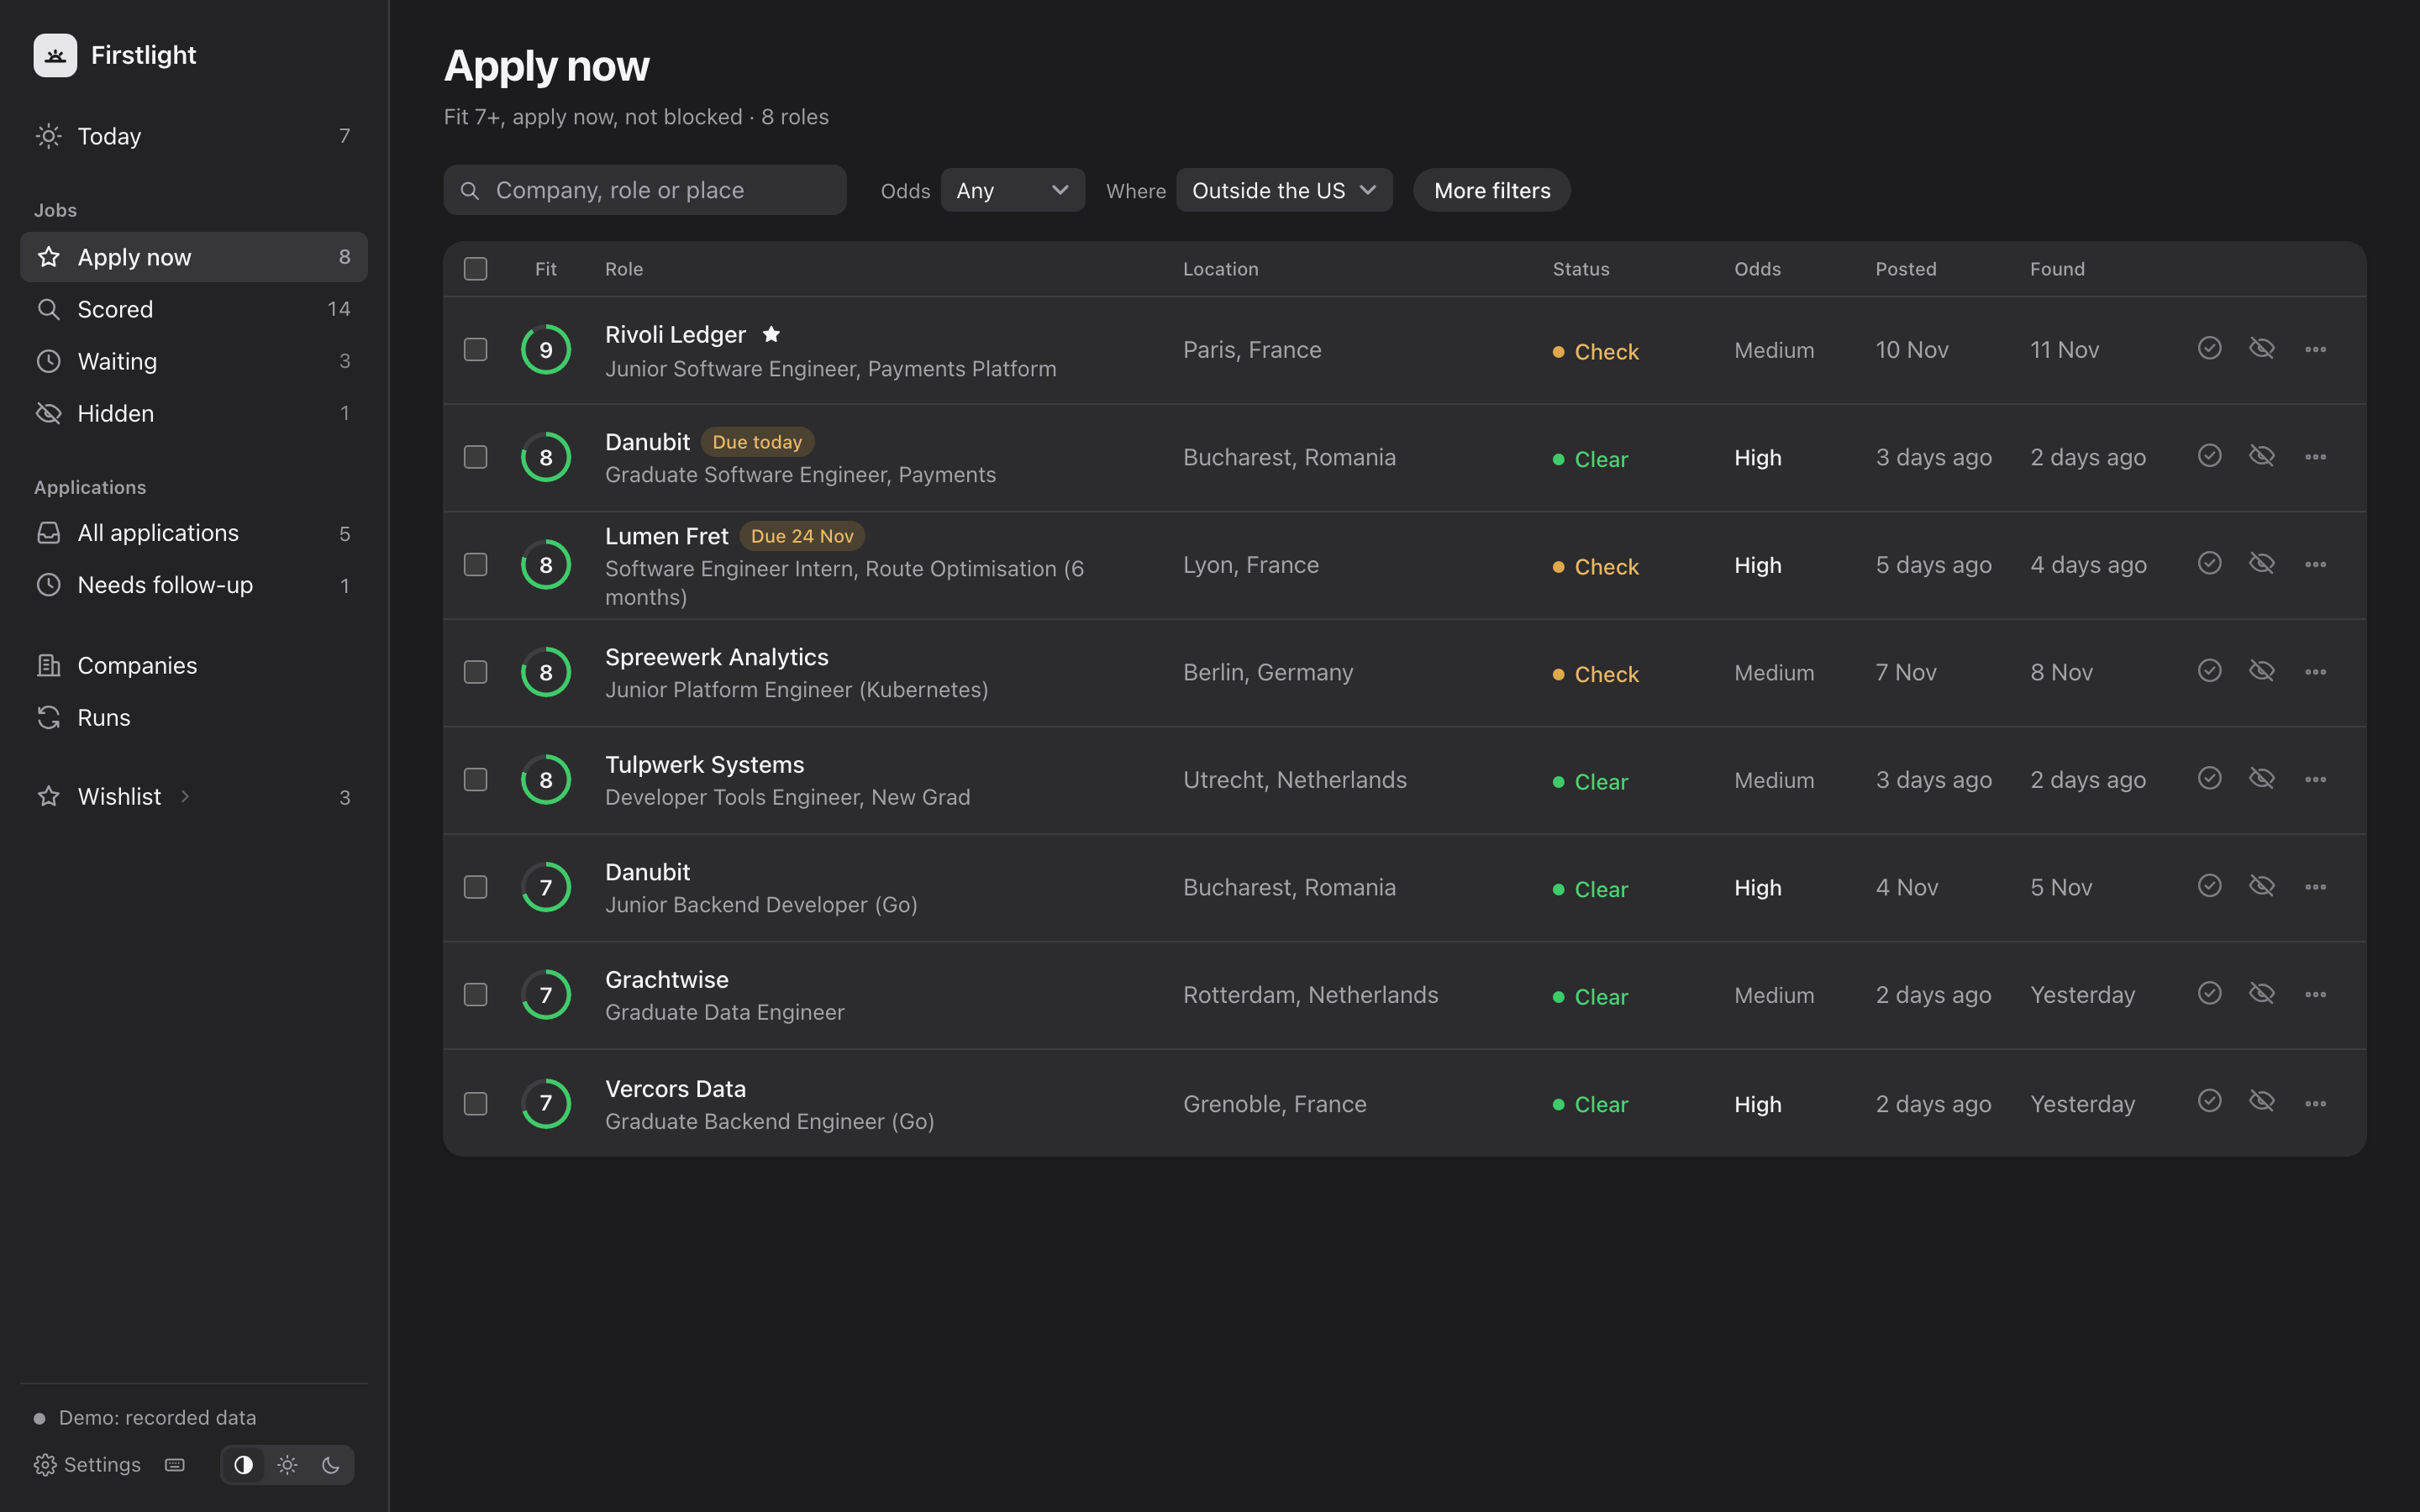 Firstlight
Today 7
Jobs
Apply now 8
Scored 14
Waiting 3
Hidden 1
Applications
All applications 5
Needs follow-up 1
Companies
Runs
Wishlist 3
Demo: recorded data
Settings
Apply now
Fit 7+, apply now, not blocked · 8 roles
Company, role or place Odds Any Where Outside the US More filters
Fit Role Location Status Odds Posted Found
9 Rivoli Ledger Paris, France Check Medium 10 Nov 11 Nov
Junior Software Engineer, Payments Platform
8 Danubit Due today Bucharest, Romania Clear High 3 days ago 2 days ago
Graduate Software Engineer, Payments
8 Lumen Fret Due 24 Nov Lyon, France Check High 5 days ago 4 days ago
Software Engineer Intern, Route Optimisation (6
months)
8 Spreewerk Analytics Berlin, Germany Check Medium 7 Nov 8 Nov
Junior Platform Engineer (Kubernetes)
8 Tulpwerk Systems Utrecht, Netherlands Clear Medium 3 days ago 2 days ago
Developer Tools Engineer, New Grad
7 Danubit Bucharest, Romania Clear High 4 Nov 5 Nov
Junior Backend Developer (Go)
7 Grachtwise Rotterdam, Netherlands Clear Medium 2 days ago Yesterday
Graduate Data Engineer
7 Vercors Data Grenoble, France Clear High 2 days ago Yesterday
Graduate Backend Engineer (Go)